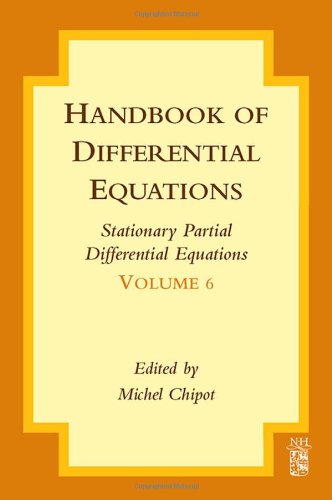 HANDBOOK OF
DIFFERENTIAL
EQUATIONS
Stationary Partial
Differential Equations
VOLUME 6
Edited by
Michel Chipot
N·H